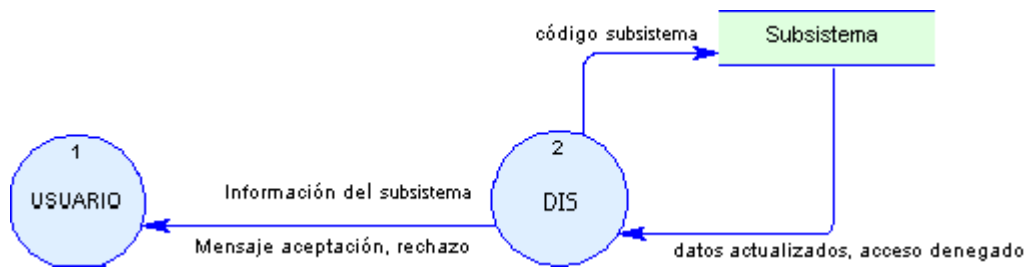 código subsistema
Subsistema
1
USUARIO
Información del subsistema
Mensaje aceptación, rechazo
2
DIS
datos actualizados, acceso denegado